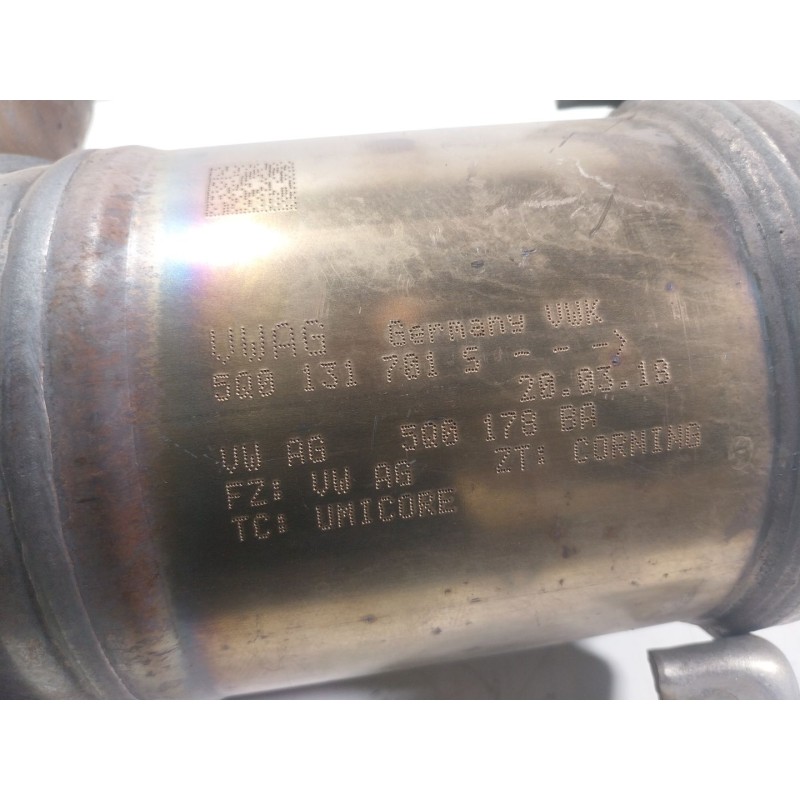 VWAG Germany VWK
5Q0 131 701 S - - ->
20.03.18
VW AG 5Q0 178 BA
FZ: VW AG ZT: CORNING
TC: UMICORE